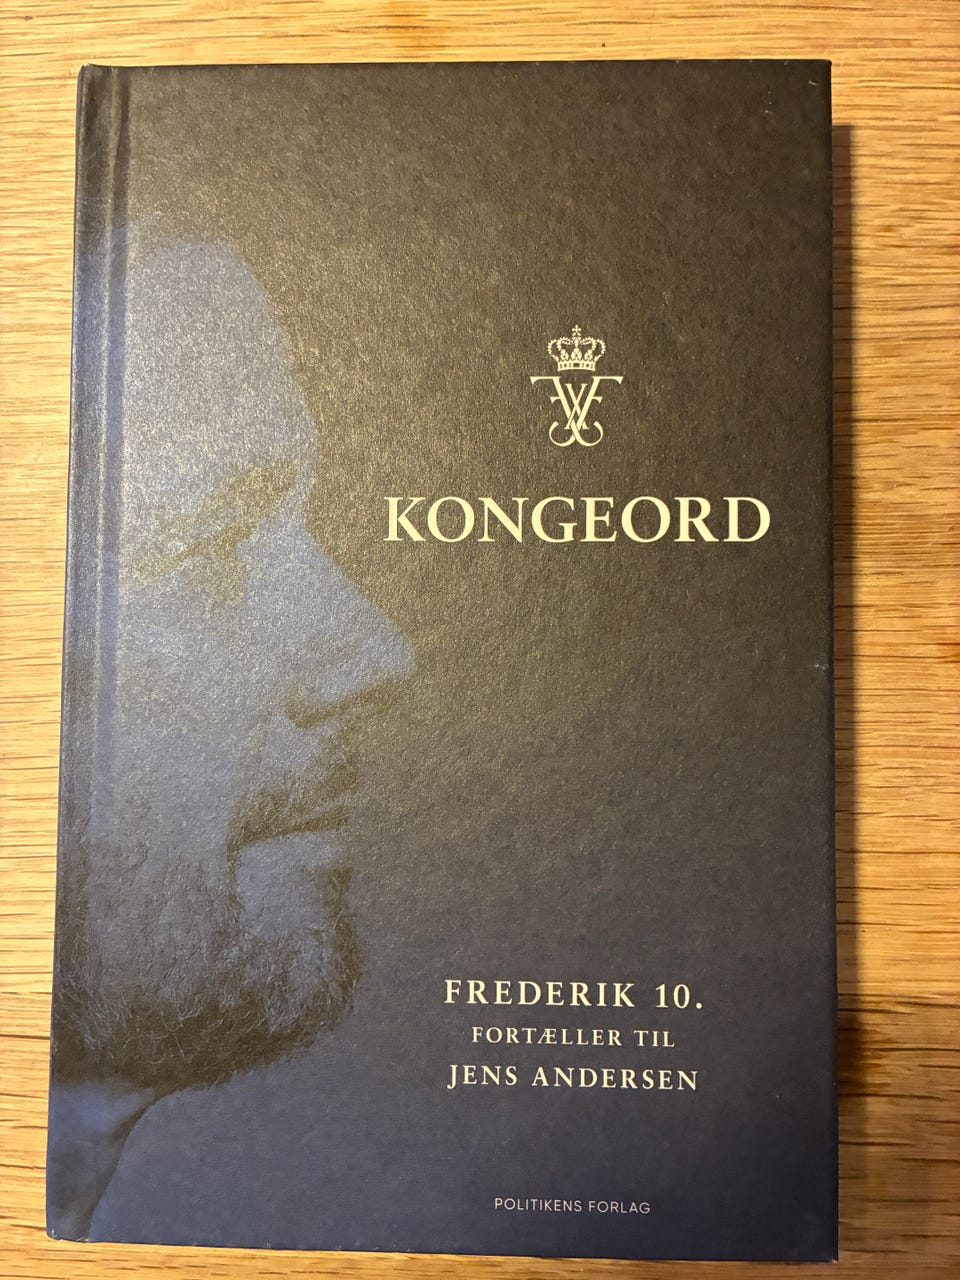 KONGEORD
FREDERIK 10.
FORTÆLLER TIL
JENS ANDERSEN
POLITIKENS FORLAG